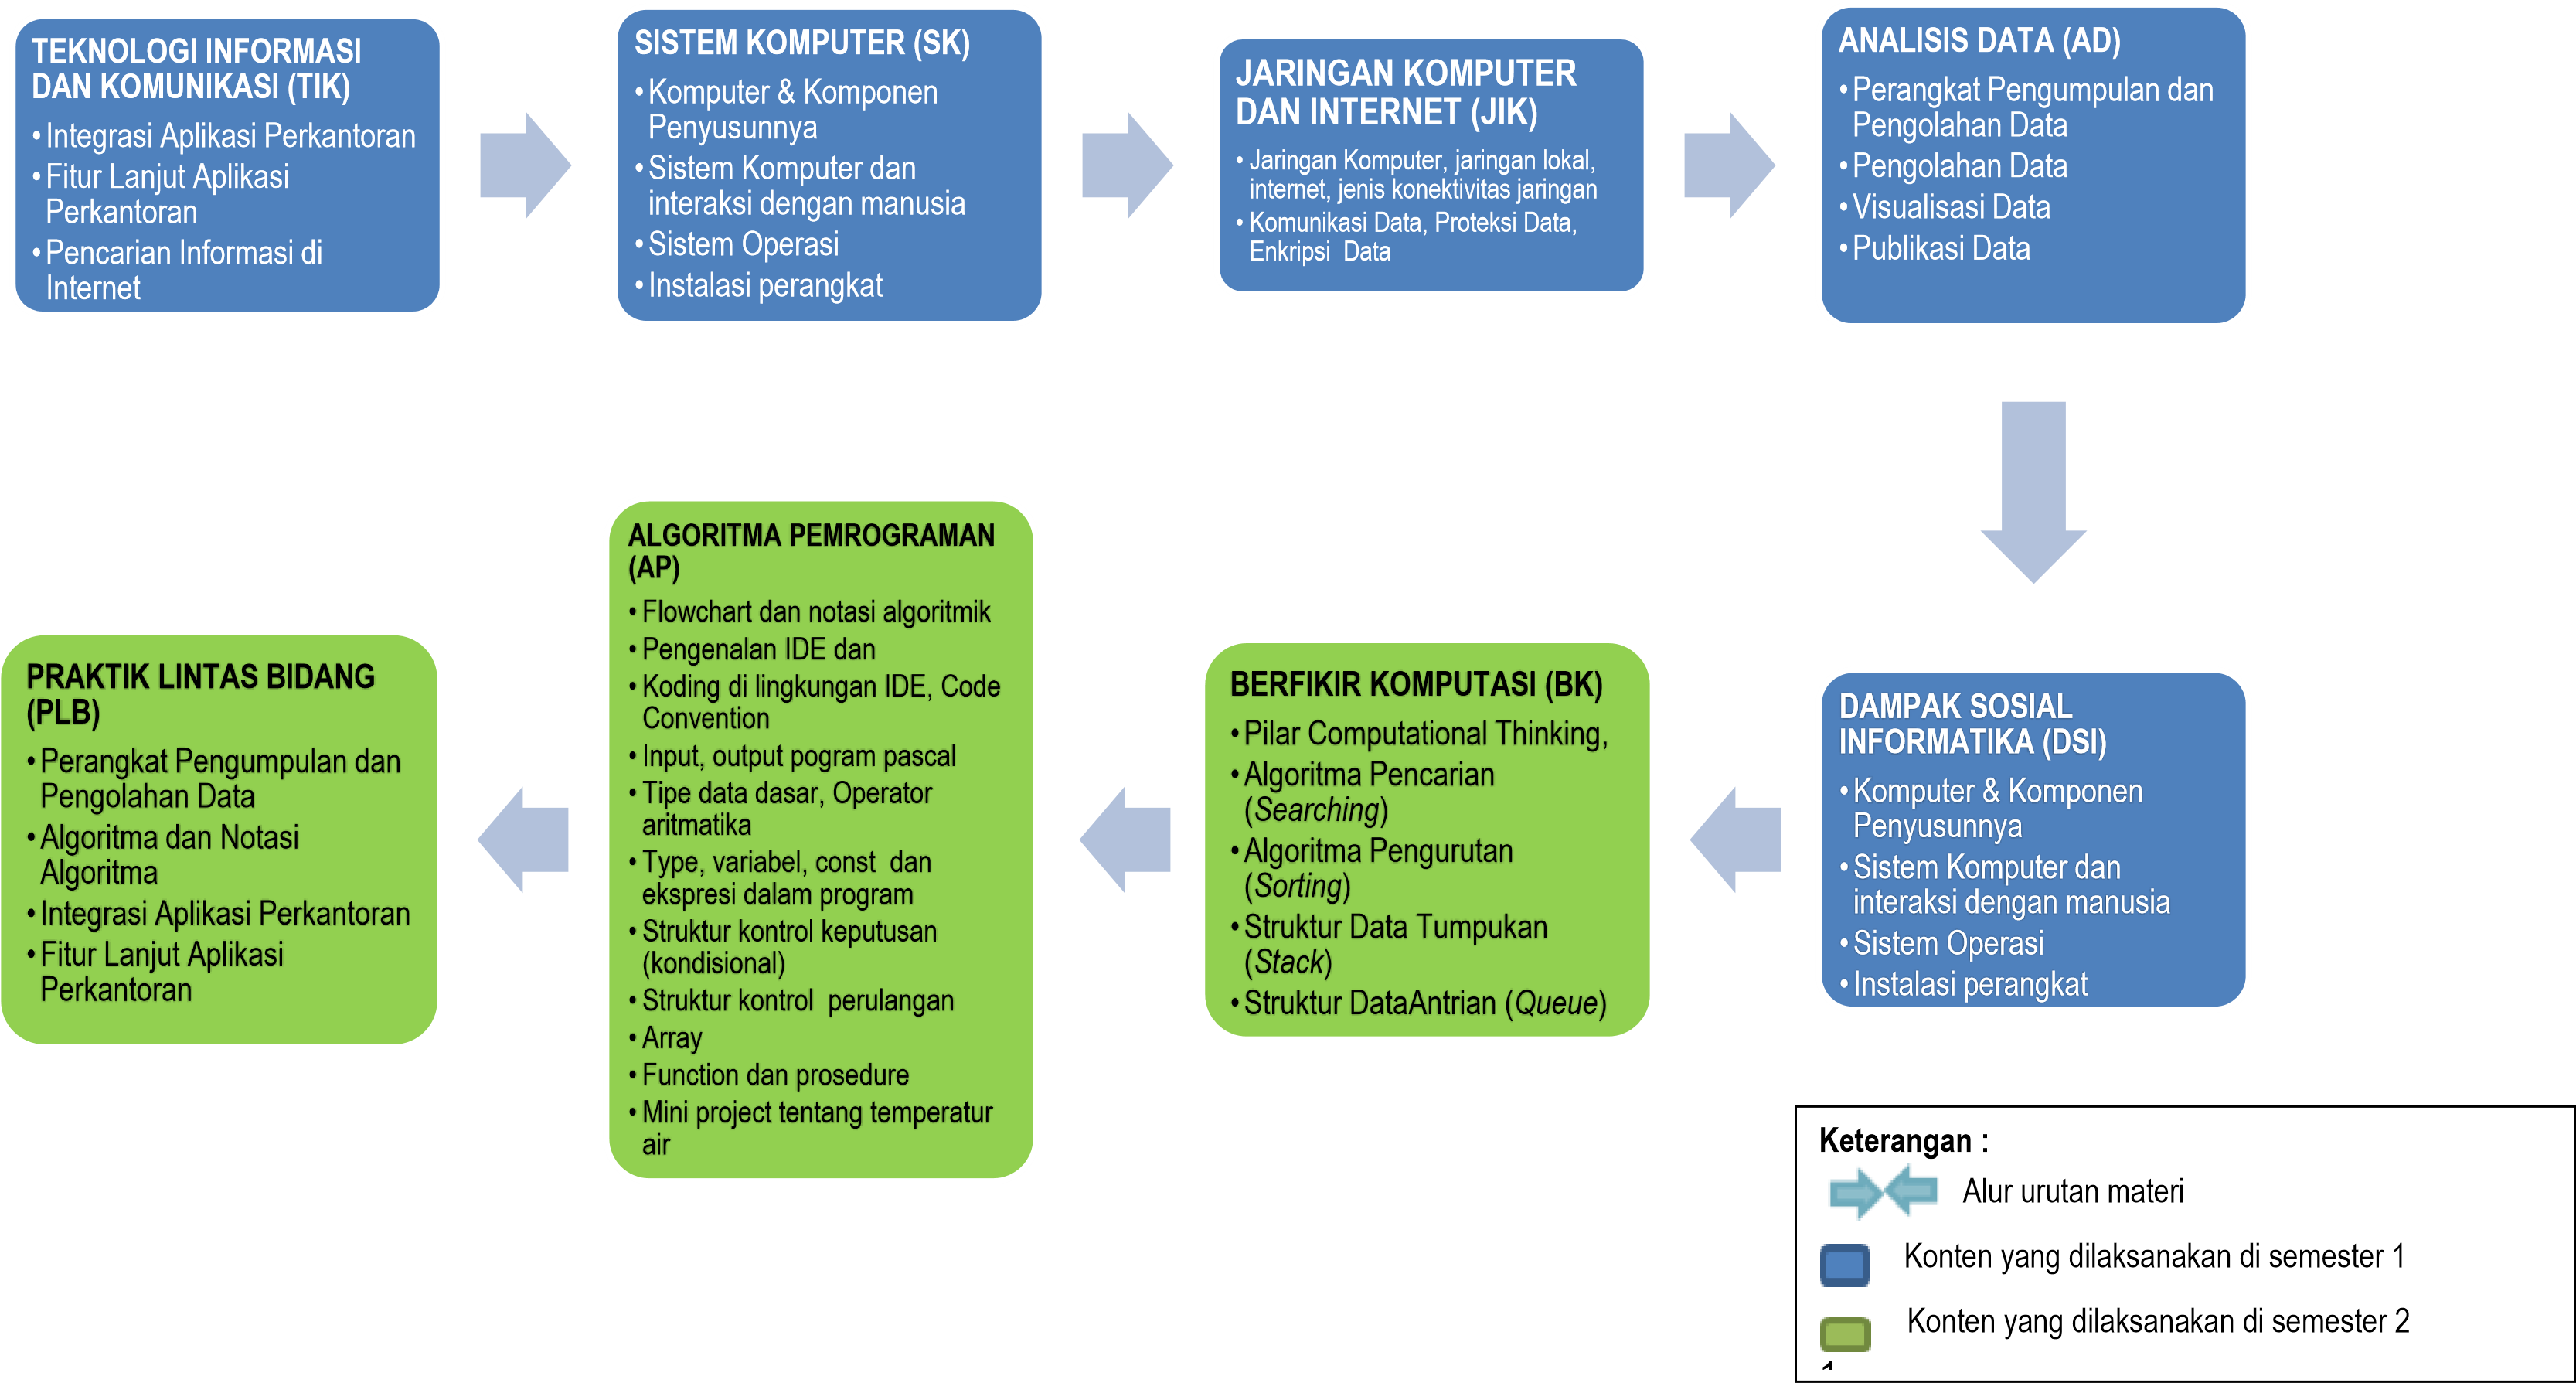 TEKNOLOGI INFORMASI
DAN KOMUNIKASI (TIK)
• Integrasi Aplikasi Perkantoran
• Fitur Lanjut Aplikasi
Perkantoran
• Pencarian Informasi di
Internet
SISTEM KOMPUTER (SK)
• Komputer & Komponen
Penyusunnya
• Sistem Komputer dan
interaksi dengan manusia
• Sistem Operasi
• Instalasi perangkat
JARINGAN KOMPUTER
DAN INTERNET (JIK)
• Jaringan Komputer, jaringan lokal,
internet, jenis konektivitas jaringan
• Komunikasi Data, Proteksi Data,
Enkripsi Data
ANALISIS DATA (AD)
• Perangkat Pengumpulan dan
Pengolahan Data
• Pengolahan Data
• Visualisasi Data
• Publikasi Data
DAMPAK SOSIAL
INFORMATIKA (DSI)
• Komputer & Komponen
Penyusunnya
• Sistem Komputer dan
interaksi dengan manusia
• Sistem Operasi
• Instalasi perangkat
BERFIKIR KOMPUTASI (BK)
• Pilar Computational Thinking,
• Algoritma Pencarian
(Searching)
• Algoritma Pengurutan
(Sorting)
• Struktur Data Tumpukan
(Stack)
• Struktur DataAntrian (Queue)
ALGORITMA PEMROGRAMAN
(AP)
• Flowchart dan notasi algoritmik
• Pengenalan IDE dan
• Koding di lingkungan IDE, Code
Convention
• Input, output pogram pascal
• Tipe data dasar, Operator
aritmatika
• Type, variabel, const dan
ekspresi dalam program
• Struktur kontrol keputusan
(kondisional)
• Struktur kontrol perulangan
• Array
• Function dan prosedure
• Mini project tentang temperatur
air
PRAKTIK LINTAS BIDANG
(PLB)
• Perangkat Pengumpulan dan
Pengolahan Data
• Algoritma dan Notasi
Algoritma
• Integrasi Aplikasi Perkantoran
• Fitur Lanjut Aplikasi
Perkantoran
Keterangan :
Alur urutan materi
Konten yang dilaksanakan di semester 1
Konten yang dilaksanakan di semester 2